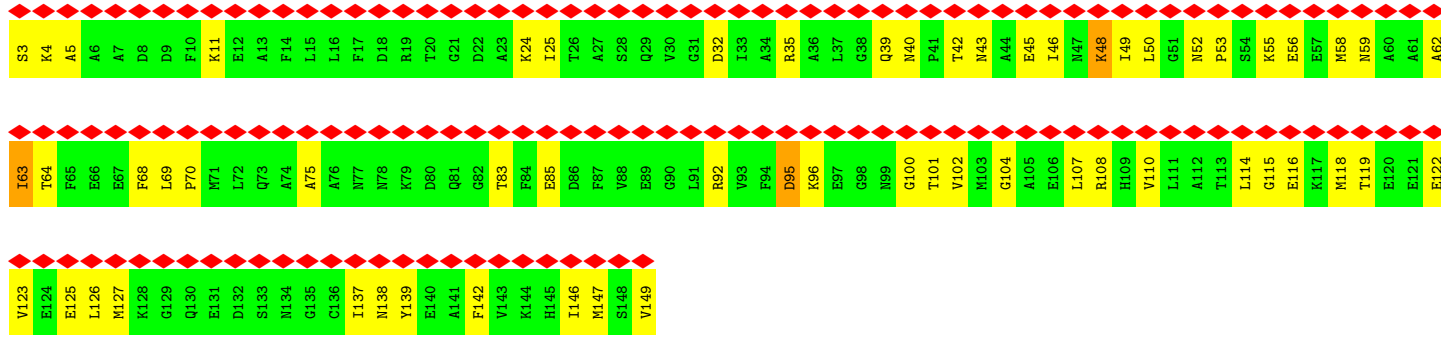 S3 K4 A5 A6 A7 D8 D9 F10 K11 E12 A13 F14 L15 L16 F17 D18 R19 T20 G21 D22 A23 K24 I25 T26 A27 S28 Q29 V30 G31 D32 I33 A34 R35 A36 L37 G38 Q39 N40 P41 T42 N43 A44 E45 I46 N47 K48 I49 L50 G51 N52 P53 S54 K55 E56 E57 M58 N59 A60 A61 A62
I63 T64 F65 E66 E67 F68 L69 P70 M71 L72 Q73 A74 A75 A76 N77 N78 K79 D80 Q81 G82 T83 F84 E85 D86 F87 V88 E89 G90 L91 R92 V93 F94 D95 K96 E97 G98 N99 G100 T101 V102 M103 G104 A105 E106 L107 R108 H109 V110 L111 A112 T113 L114 G115 E116 K117 M118 T119 E120 E121 E122
V123 E124 E125 L126 M127 K128 G129 Q130 E131 D132 S133 N134 G135 C136 I137 N138 Y139 E140 A141 F142 V143 K144 H145 I146 M147 S148 V149